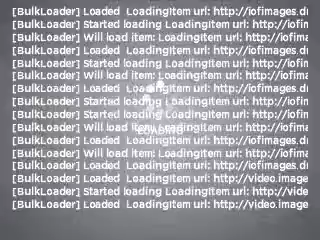 [BulkLoader] Loaded LoadingItem url: http://iofimages.d
[BulkLoader] Started loading LoadingItem url: http://iofi
[BulkLoader] Will load item: LoadingItem url: http://iofima
[BulkLoader] Loaded LoadingItem url: http://iofimages.d
[BulkLoader] Started loading LoadingItem url: http://iofi
[BulkLoader] Will load item: LoadingItem url: http://iofima
[BulkLoader] Loaded LoadingItem url: http://iofimages.d
[BulkLoader] Started loading LoadingItem url: http://iofi
[BulkLoader] Started loading LoadingItem url: http://iofi
[BulkLoader] Will load item: LoadingItem url: http://iofima
LOADING
[BulkLoader] Loaded LoadingItem url: http://iofimages.d
[BulkLoader] Will load item: LoadingItem url: http://iofima
[BulkLoader] Loaded LoadingItem url: http://iofimages.d
[BulkLoader] Loaded LoadingItem url: http://video.image
[BulkLoader] Started loading LoadingItem url: http://vide
[BulkLoader] Loaded LoadingItem url: http://video.image